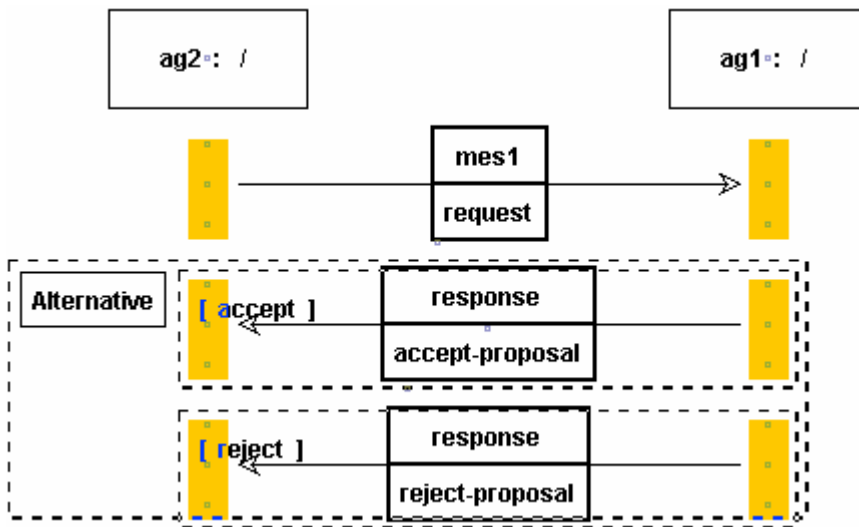 ag2 : /
ag1 : /
mes1
request
Alternative
[ accept ]
response
accept-proposal
[ reject ]
response
reject-proposal